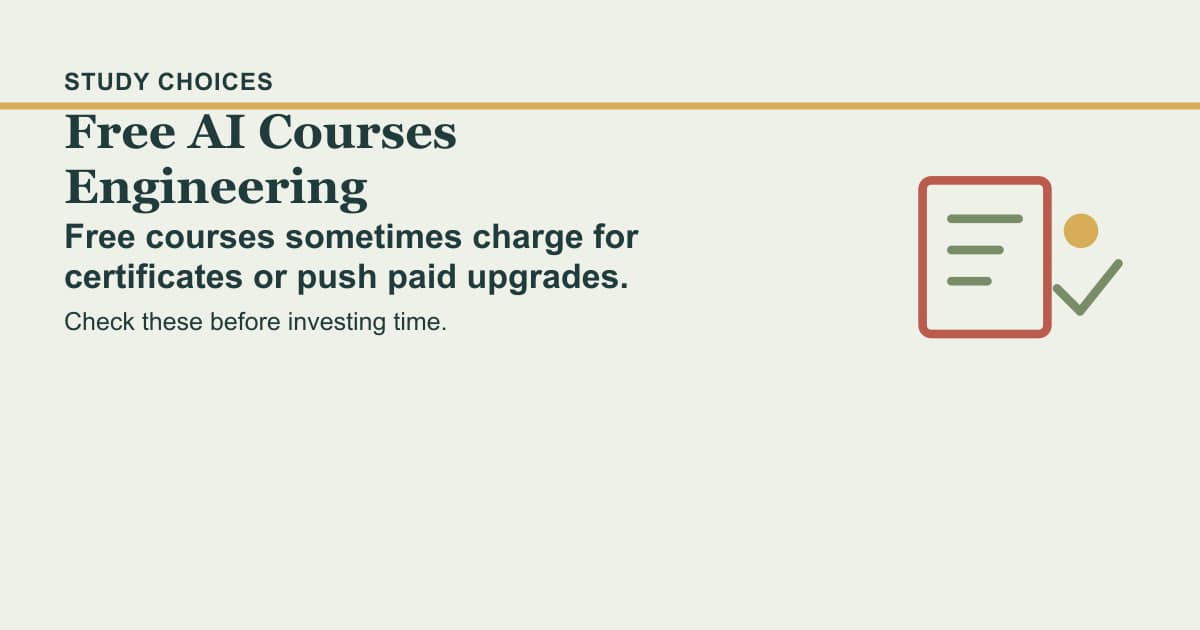 STUDY CHOICES
Free AI Courses
Engineering
Free courses sometimes charge for
certificates or push paid upgrades.
Check these before investing time.